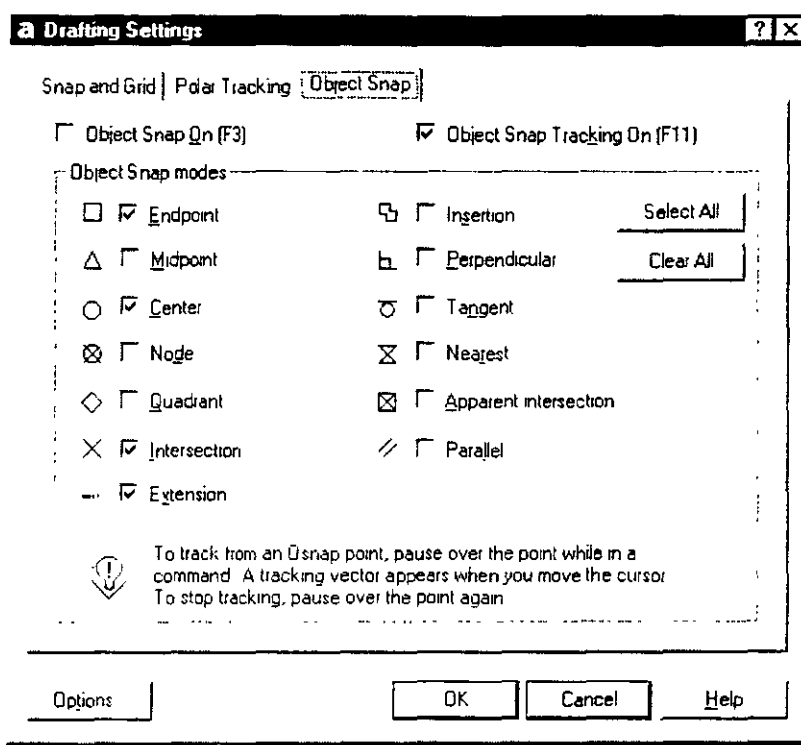 a Drafting Settings ? X
Snap and Grid Polar Tracking Object Snap
Object Snap On (F3) Object Snap Tracking On (F11)
Object Snap modes
Endpoint Insertion Select All
Midpoint Perpendicular Clear All
Center Tangent
Node Nearest
Quadrant Apparent intersection
Intersection Parallel
Extension
To track from an Osnap point, pause over the point while in a
command A tracking vector appears when you move the cursor
To stop tracking, pause over the point again
Options OK Cancel Help